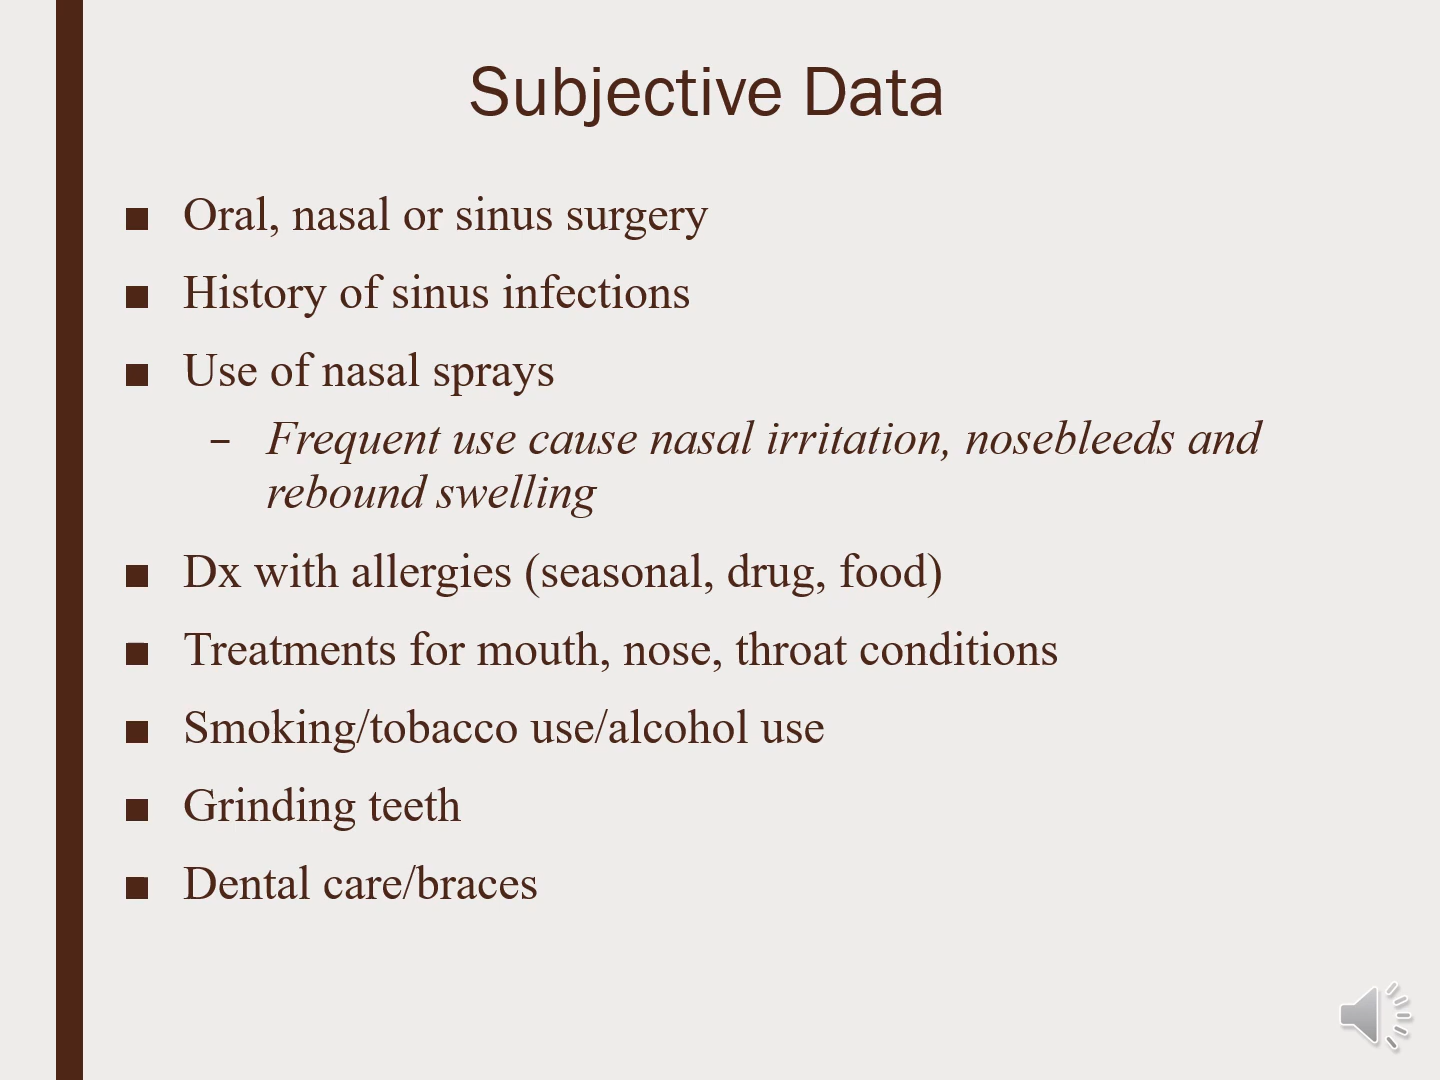 Subjective Data
■ Oral, nasal or sinus surgery
■ History of sinus infections
■ Use of nasal sprays
– Frequent use cause nasal irritation, nosebleeds and
rebound swelling
■ Dx with allergies (seasonal, drug, food)
■ Treatments for mouth, nose, throat conditions
■ Smoking/tobacco use/alcohol use
■ Grinding teeth
■ Dental care/braces